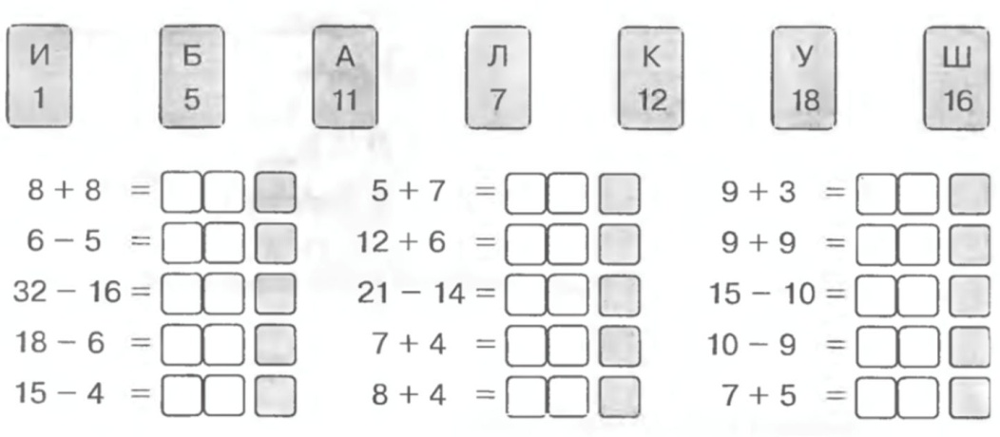 И Б А Л К У Ш
1 5 11 7 12 18 16
8 + 8 = 5 + 7 = 9 + 3 =
6 − 5 = 12 + 6 = 9 + 9 =
32 − 16 = 21 − 14 = 15 − 10 =
18 − 6 = 7 + 4 = 10 − 9 =
15 − 4 = 8 + 4 = 7 + 5 =